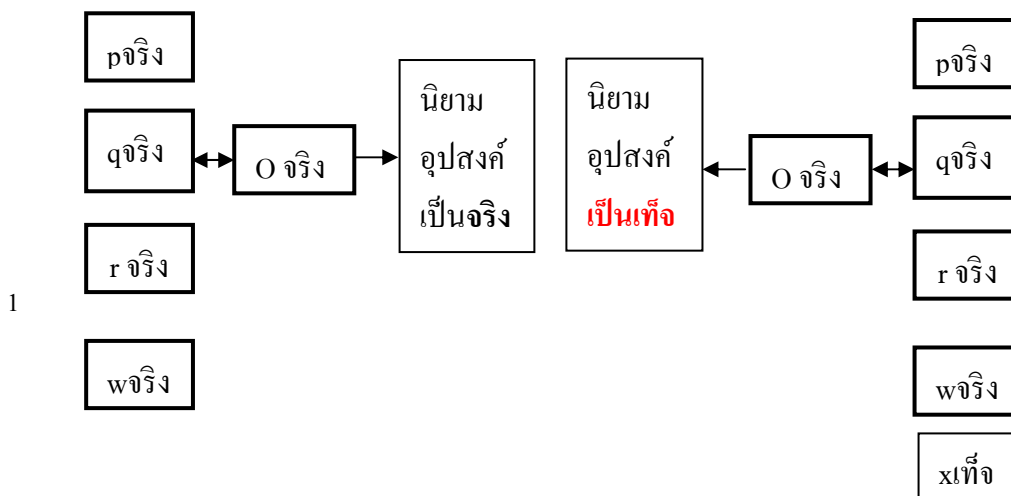 pจริง
qจริง
r จริง
wจริง
O จริง
นิยาม
อุปสงค์
เป็นจริง
นิยาม
อุปสงค์
เป็นเท็จ
O จริง
pจริง
qจริง
r จริง
wจริง
xเท็จ
1